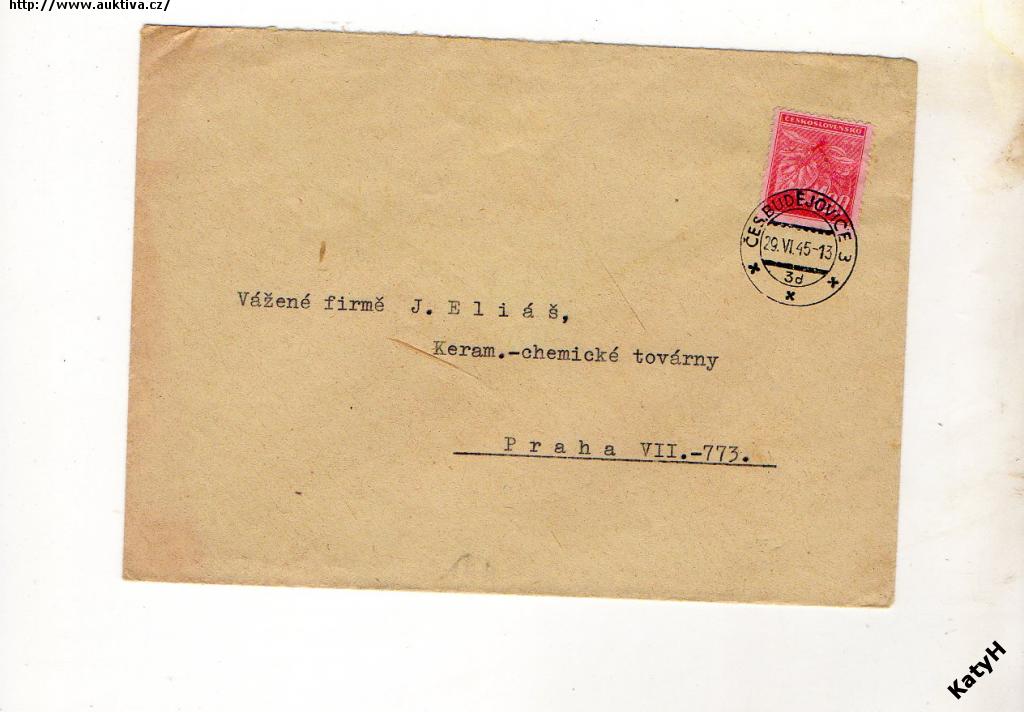 http://www.auktiva.cz/
ČESKOSLOVENSKO
ČES. BUDĚJOVICE 3
29.VI.45-13
3d
Vážené firmě J. E l i á š,
Keram.-chemické továrny
P r a h a VII.-773.
KatyH